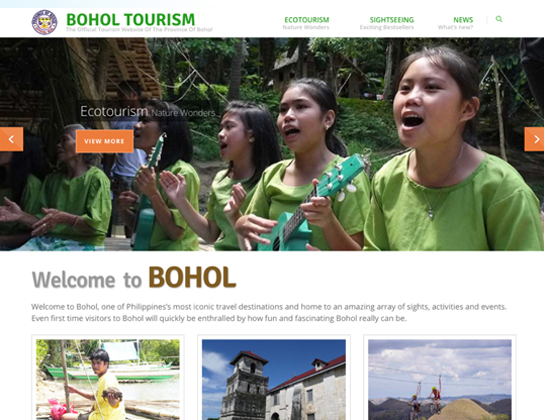 BOHOL TOURISM
The Official Tourism Website Of The Province Of Bohol
ECOTOURISM
Nature Wonders
SIGHTSEEING
Exciting Bestsellers
NEWS
What's new?
Ecotourism Nature Wonders
VIEW MORE
Welcome to BOHOL
Welcome to Bohol, one of Philippines's most iconic travel destinations and home to an amazing array of sights, activities and events.
Even first time visitors to Bohol will quickly be enthralled by how fun and fascinating Bohol really can be.